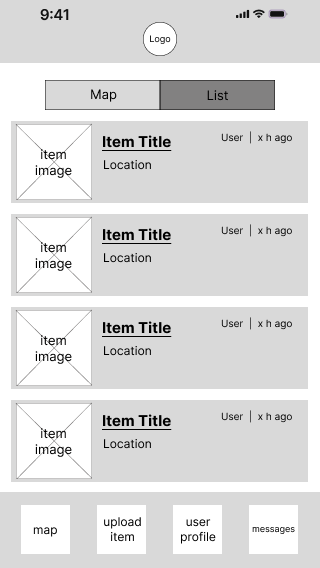 9:41
Logo
Map
List
item
image
Item Title
User | x h ago
Location
item
image
Item Title
User | x h ago
Location
item
image
Item Title
User | x h ago
Location
item
image
Item Title
User | x h ago
Location
map
upload
item
user
profile
messages